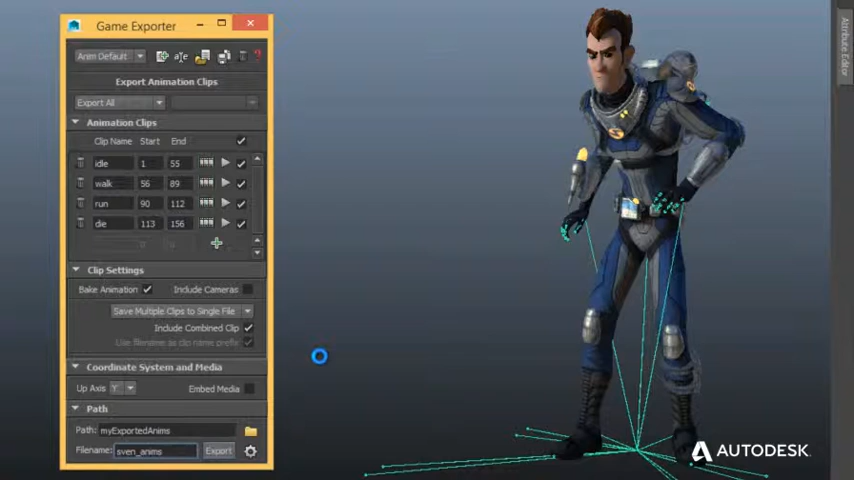 Game Exporter
Anim Default
Export Animation Clips
Export All
Animation Clips
Clip Name Start End
idle 1 55
walk 56 89
run 90 112
die 113 156
0 0
Clip Settings
Bake Animation Include Cameras
Save Multiple Clips to Single File
Include Combined Clip
Use filename as clip name prefix
Coordinate System and Media
Up Axis Y Embed Media
Path
Path: myExportedAnims
Filename: sven_anims Export
Attribute Editor
AUTODESK.